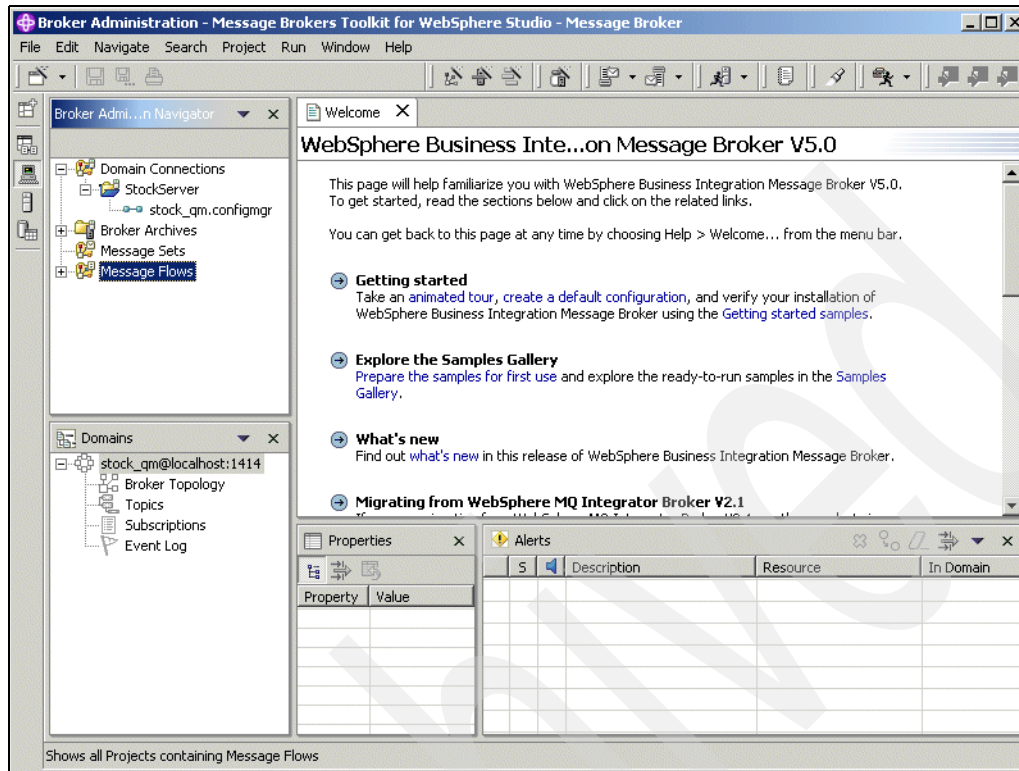 Broker Administration - Message Brokers Toolkit for WebSphere Studio - Message Broker
File Edit Navigate Search Project Run Window Help
Broker Admi...n Navigator
Domain Connections
StockServer
stock_qm.configmgr
Broker Archives
Message Sets
Message Flows
Welcome
WebSphere Business Inte...on Message Broker V5.0
This page will help familiarize you with WebSphere Business Integration Message Broker V5.0.
To get started, read the sections below and click on the related links.
You can get back to this page at any time by choosing Help > Welcome... from the menu bar.
Getting started
Take an animated tour, create a default configuration, and verify your installation of
WebSphere Business Integration Message Broker using the Getting started samples.
Explore the Samples Gallery
Prepare the samples for first use and explore the ready-to-run samples in the Samples
Gallery.
What's new
Find out what's new in this release of WebSphere Business Integration Message Broker.
Migrating from WebSphere MQ Integrator Broker V2.1
Domains
stock_qm@localhost:1414
Broker Topology
Topics
Subscriptions
Event Log
Properties
Property Value
Alerts
S Description Resource In Domain
Shows all Projects containing Message Flows